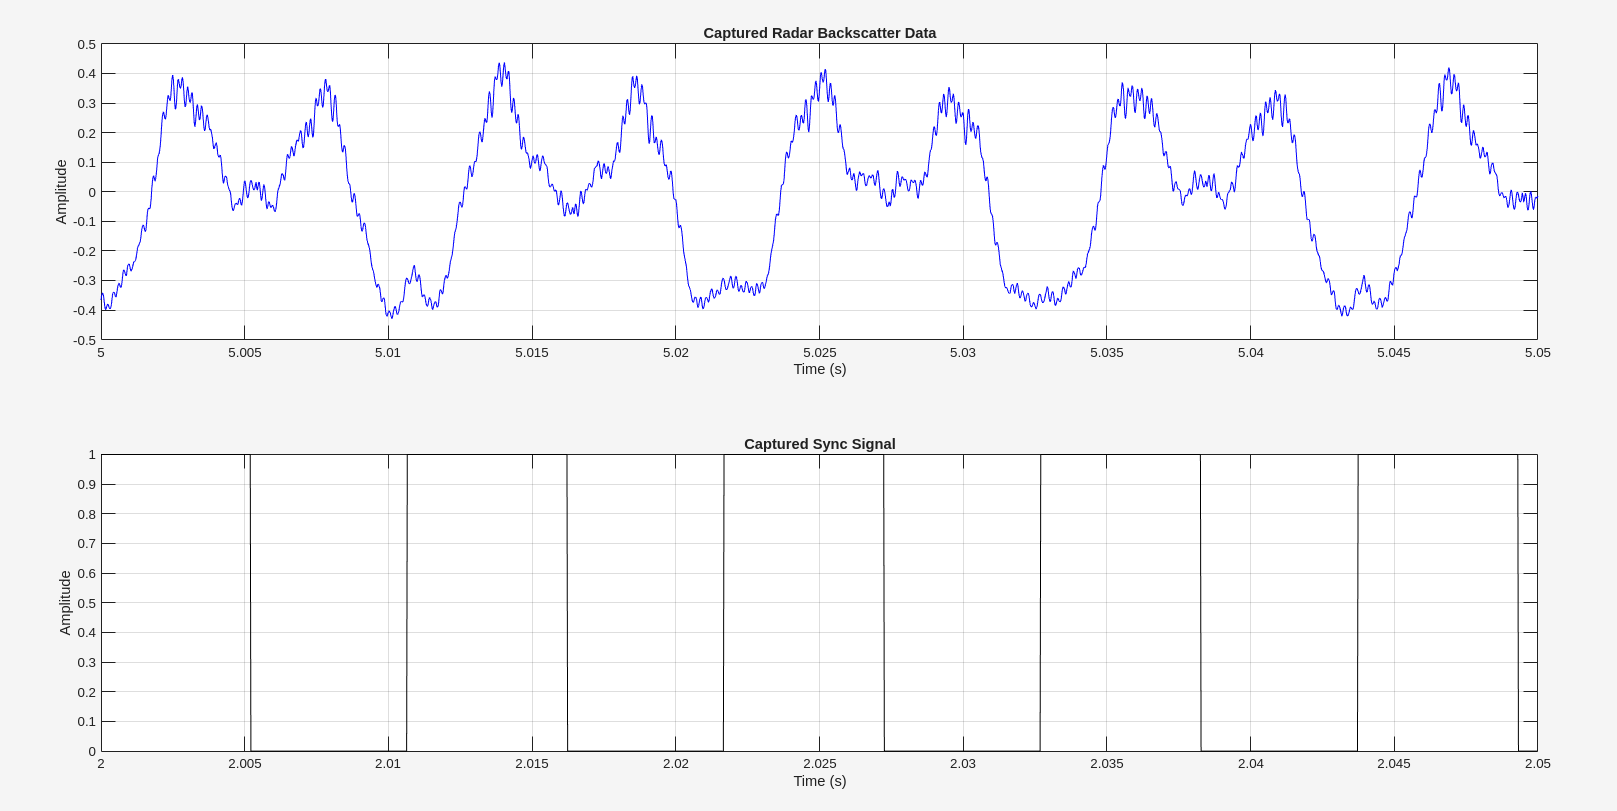 Captured Radar Backscatter Data
0.5
0.4
0.3
0.2
0.1
0
-0.1
-0.2
-0.3
-0.4
-0.5
Amplitude
5 5.005 5.01 5.015 5.02 5.025 5.03 5.035 5.04 5.045 5.05
Time (s)
Captured Sync Signal
1
0.9
0.8
0.7
0.6
0.5
0.4
0.3
0.2
0.1
0
Amplitude
2 2.005 2.01 2.015 2.02 2.025 2.03 2.035 2.04 2.045 2.05
Time (s)